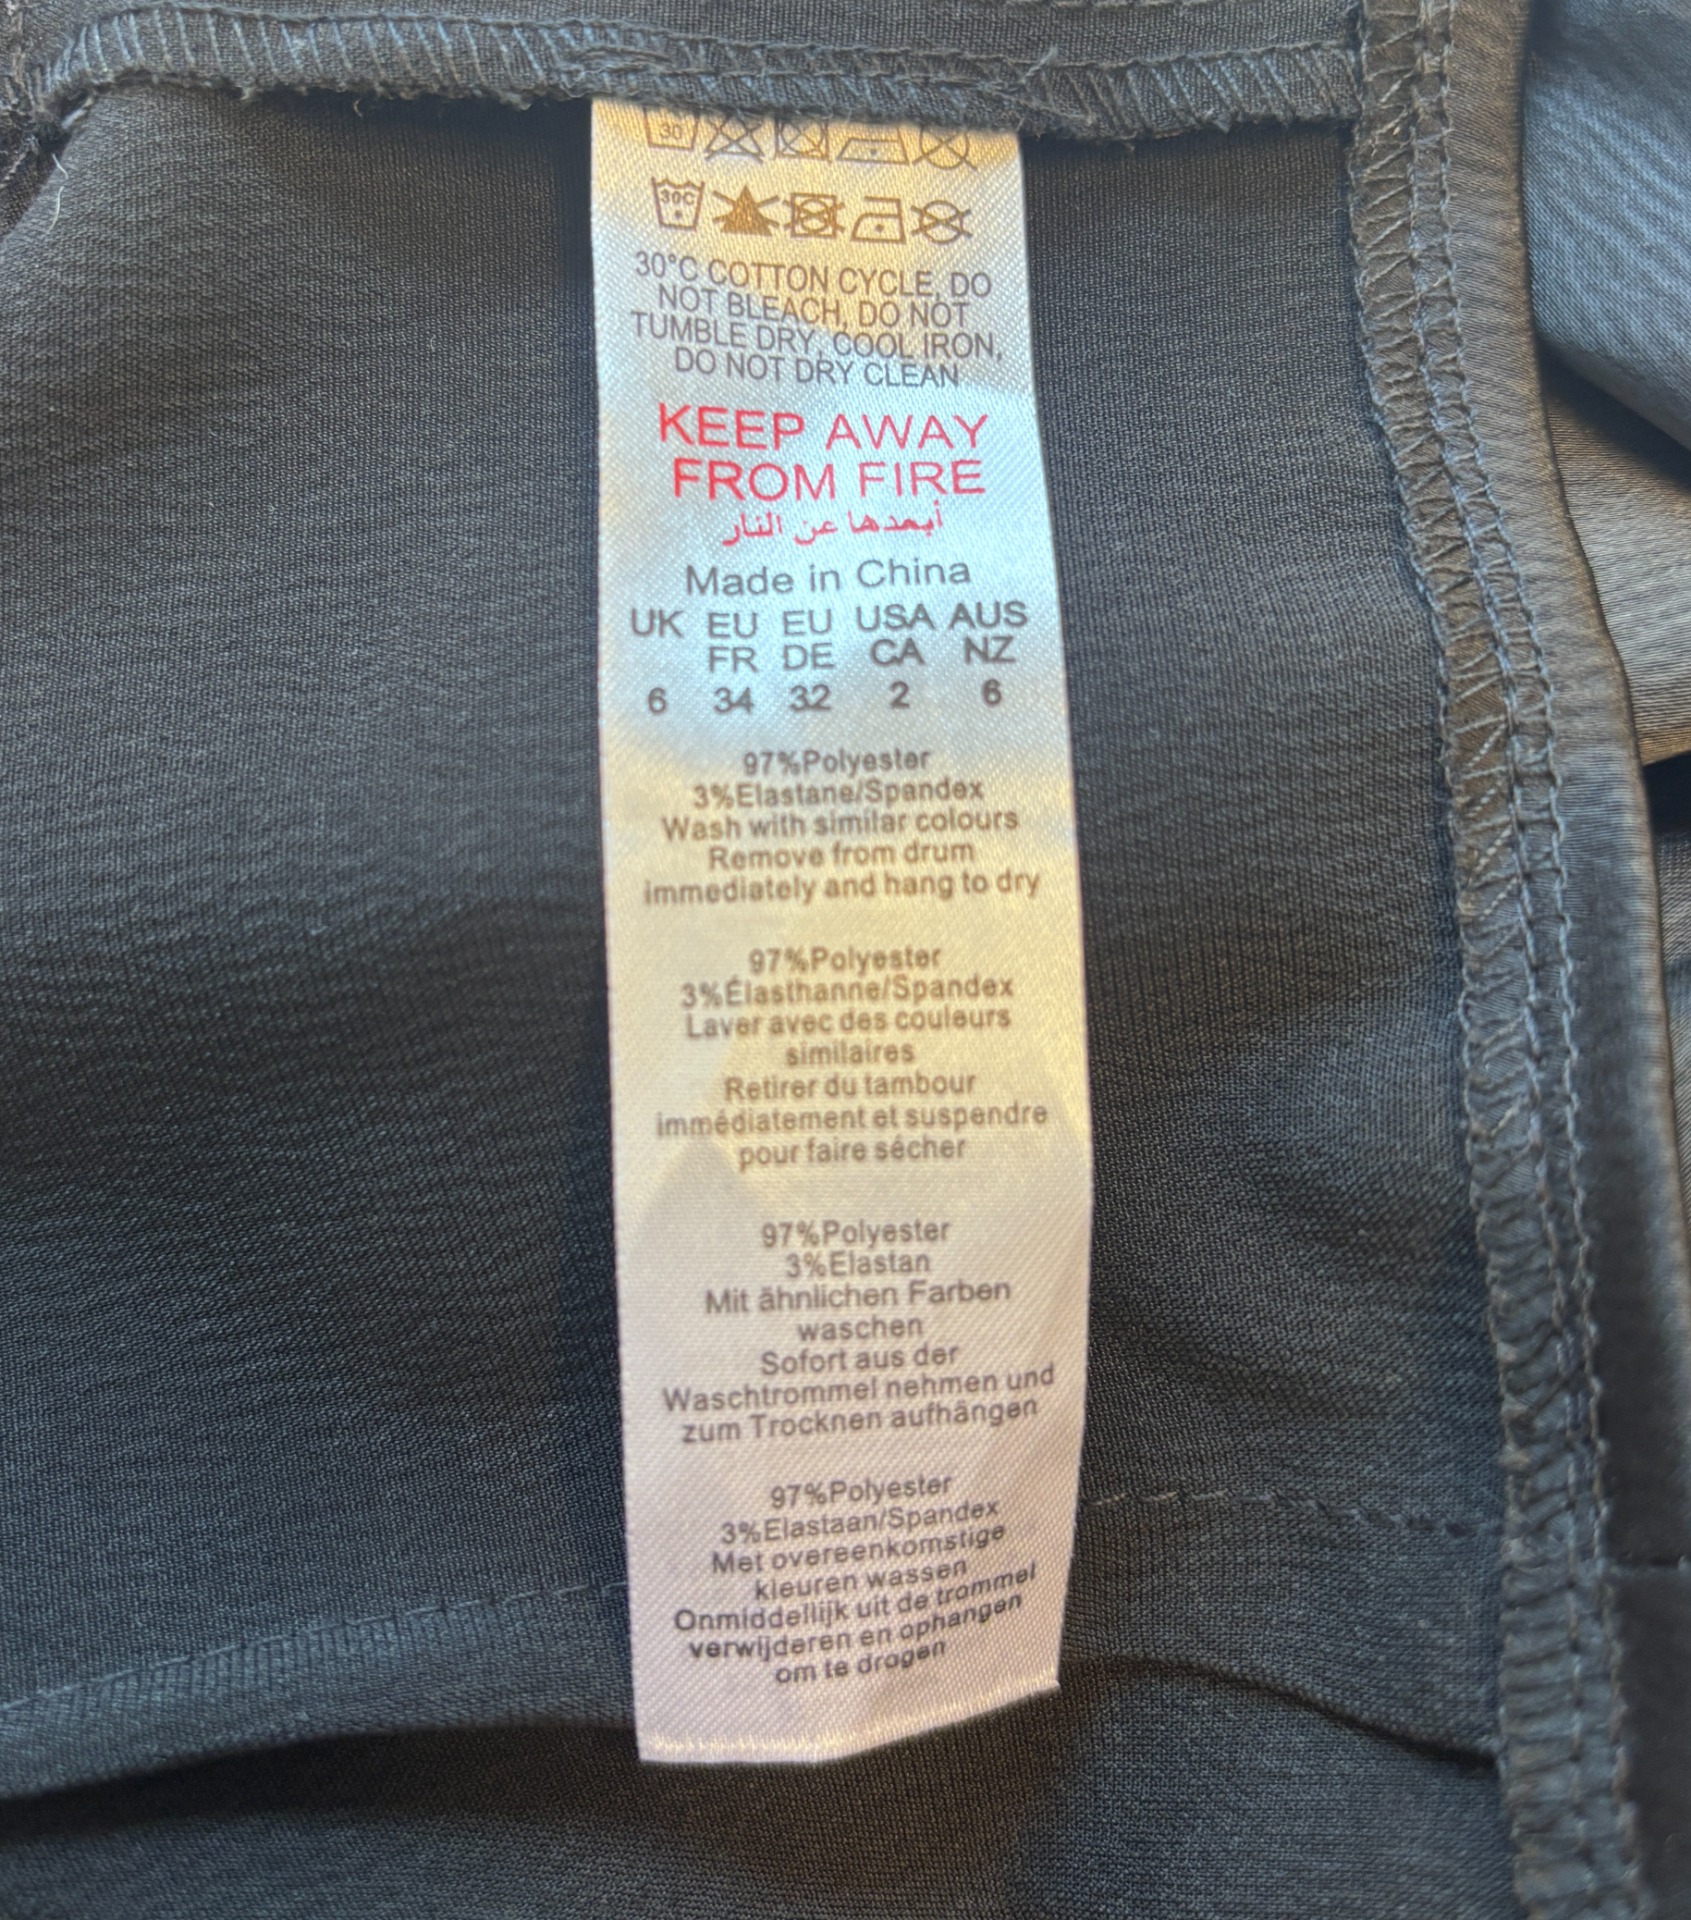 30
30C
30°C COTTON CYCLE, DO
NOT BLEACH, DO NOT
TUMBLE DRY, COOL IRON,
DO NOT DRY CLEAN
KEEP AWAY
FROM FIRE
أبعدها عن النار
Made in China
UK EU EU USA AUS
FR DE CA NZ
6 34 32 2 6
97%Polyester
3%Elastane/Spandex
Wash with similar colours
Remove from drum
immediately and hang to dry
97%Polyester
3%Élasthanne/Spandex
Laver avec des couleurs
similaires
Retirer du tambour
immédiatement et suspendre
pour faire sécher
97%Polyester
3%Elastan
Mit ähnlichen Farben
waschen
Sofort aus der
Waschtrommel nehmen und
zum Trocknen aufhängen
97%Polyester
3%Elastaan/Spandex
Met overeenkomstige
kleuren wassen
Onmiddellijk uit de trommel
verwijderen en ophangen
om te drogen